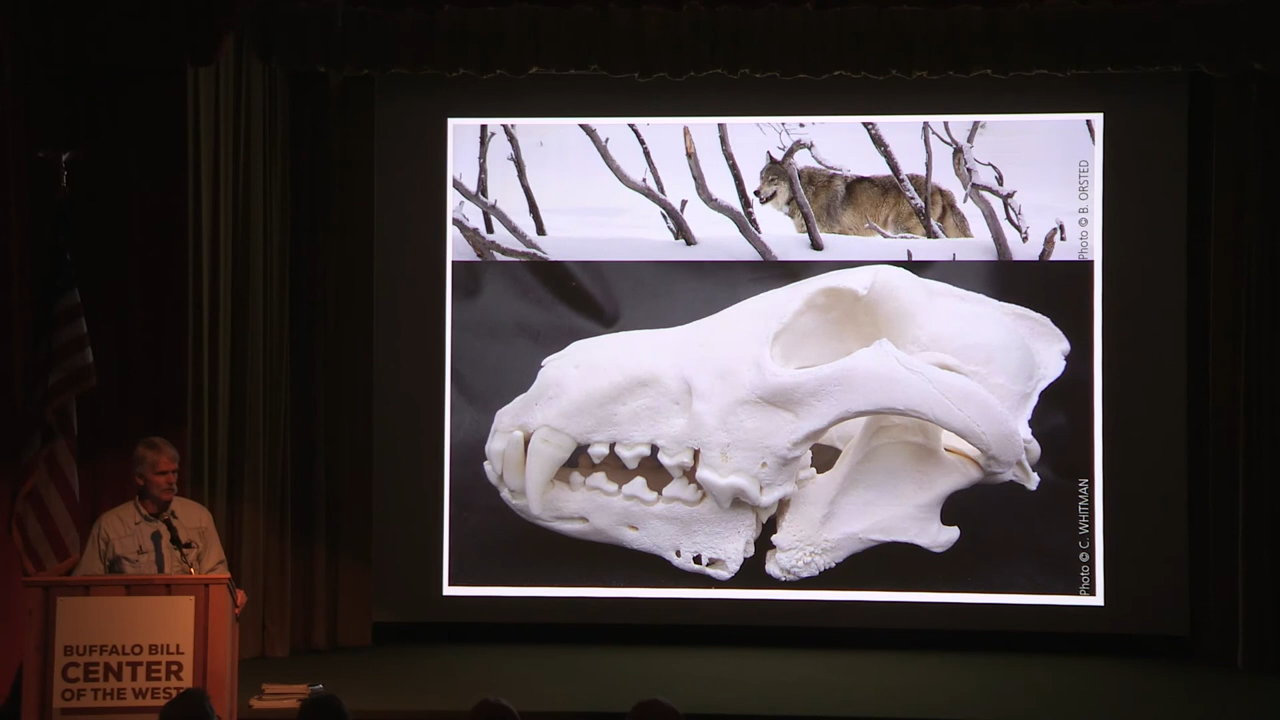 Photo © B. ORSTED
Photo © C. WHITMAN
BUFFALO BILL
CENTER
OF THE WEST